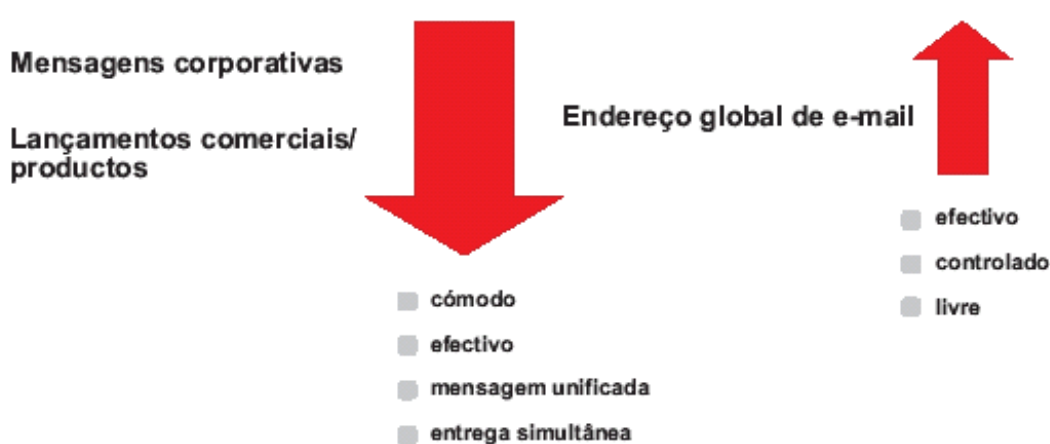 Mensagens corporativas
Lançamentos comerciais/
productos
cómodo
efectivo
mensagem unificada
entrega simultânea
Endereço global de e-mail
efectivo
controlado
livre